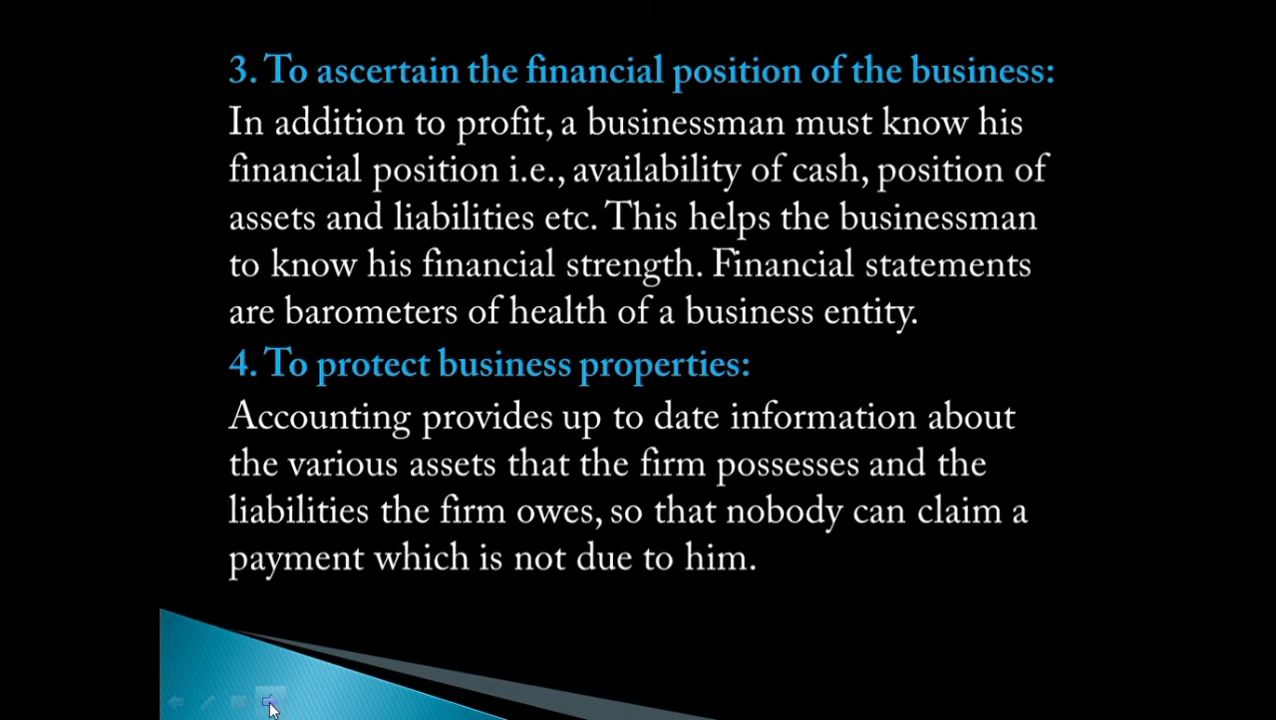 3. To ascertain the financial position of the business:
In addition to profit, a businessman must know his
financial position i.e., availability of cash, position of
assets and liabilities etc. This helps the businessman
to know his financial strength. Financial statements
are barometers of health of a business entity.
4. To protect business properties:
Accounting provides up to date information about
the various assets that the firm possesses and the
liabilities the firm owes, so that nobody can claim a
payment which is not due to him.